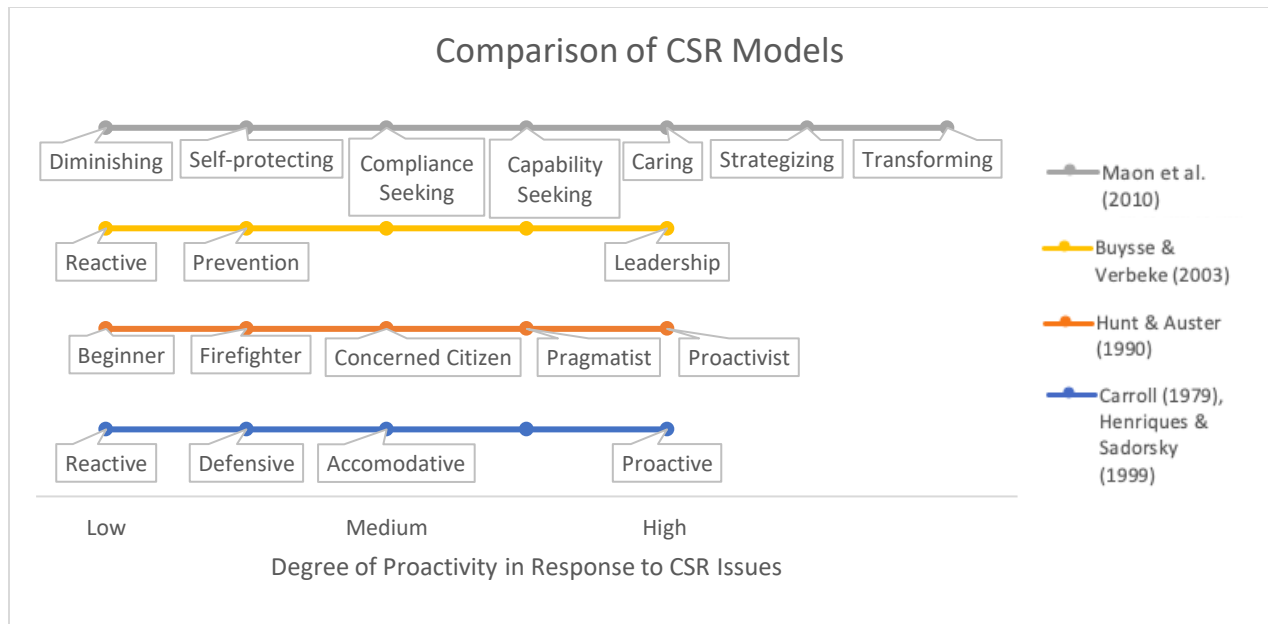 Comparison of CSR Models
Diminishing
Self-protecting
Compliance
Seeking
Capability
Seeking
Caring
Strategizing
Transforming
Reactive
Prevention
Leadership
Beginner
Firefighter
Concerned Citizen
Pragmatist
Proactivist
Reactive
Defensive
Accomodative
Proactive
Low
Medium
High
Degree of Proactivity in Response to CSR Issues
Maon et al.
(2010)
Buysse &
Verbeke (2003)
Hunt & Auster
(1990)
Carroll (1979),
Henriques &
Sadorsky
(1999)